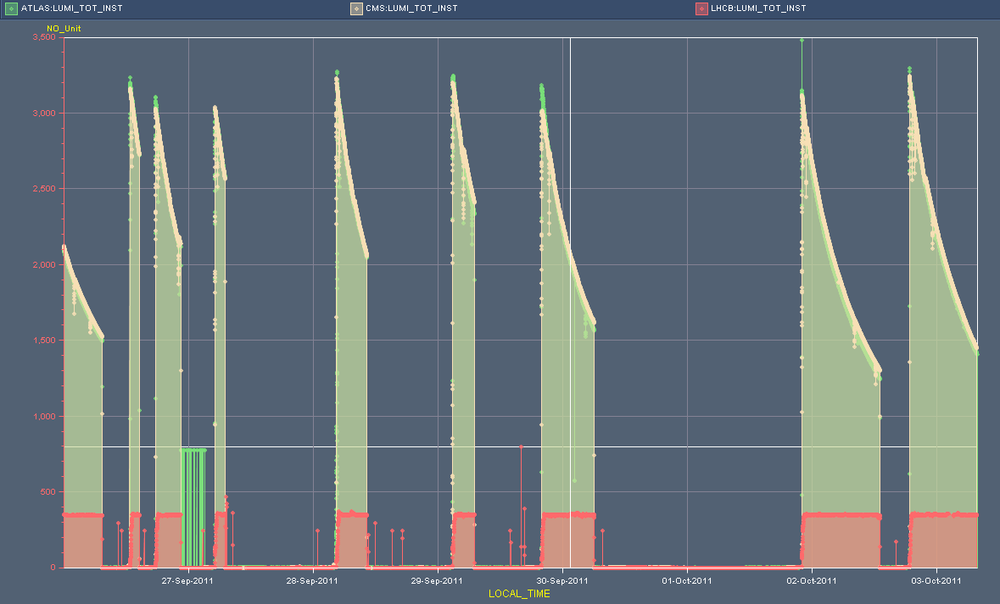 ATLAS:LUMI_TOT_INST CMS:LUMI_TOT_INST LHCB:LUMI_TOT_INST
NO_Unit
3,500
3,000
2,500
2,000
1,500
1,000
500
0
27-Sep-2011 28-Sep-2011 29-Sep-2011 30-Sep-2011 01-Oct-2011 02-Oct-2011 03-Oct-2011
LOCAL_TIME